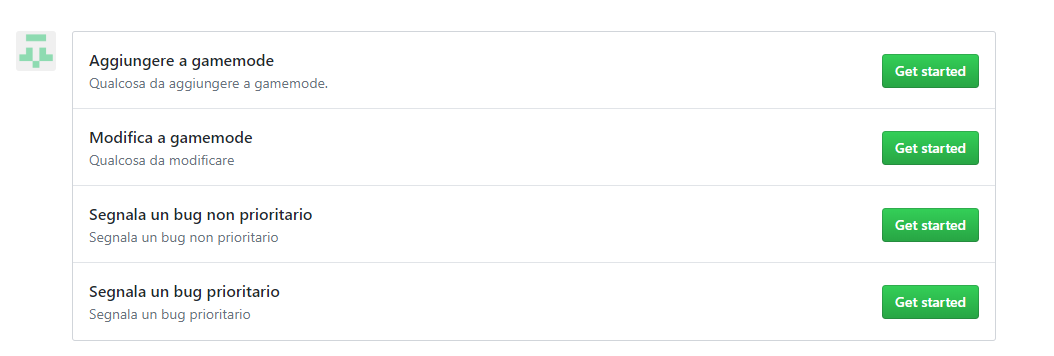 Aggiungere a gamemode
Qualcosa da aggiungere a gamemode.
Get started
Modifica a gamemode
Qualcosa da modificare
Get started
Segnala un bug non prioritario
Segnala un bug non prioritario
Get started
Segnala un bug prioritario
Segnala un bug prioritario
Get started